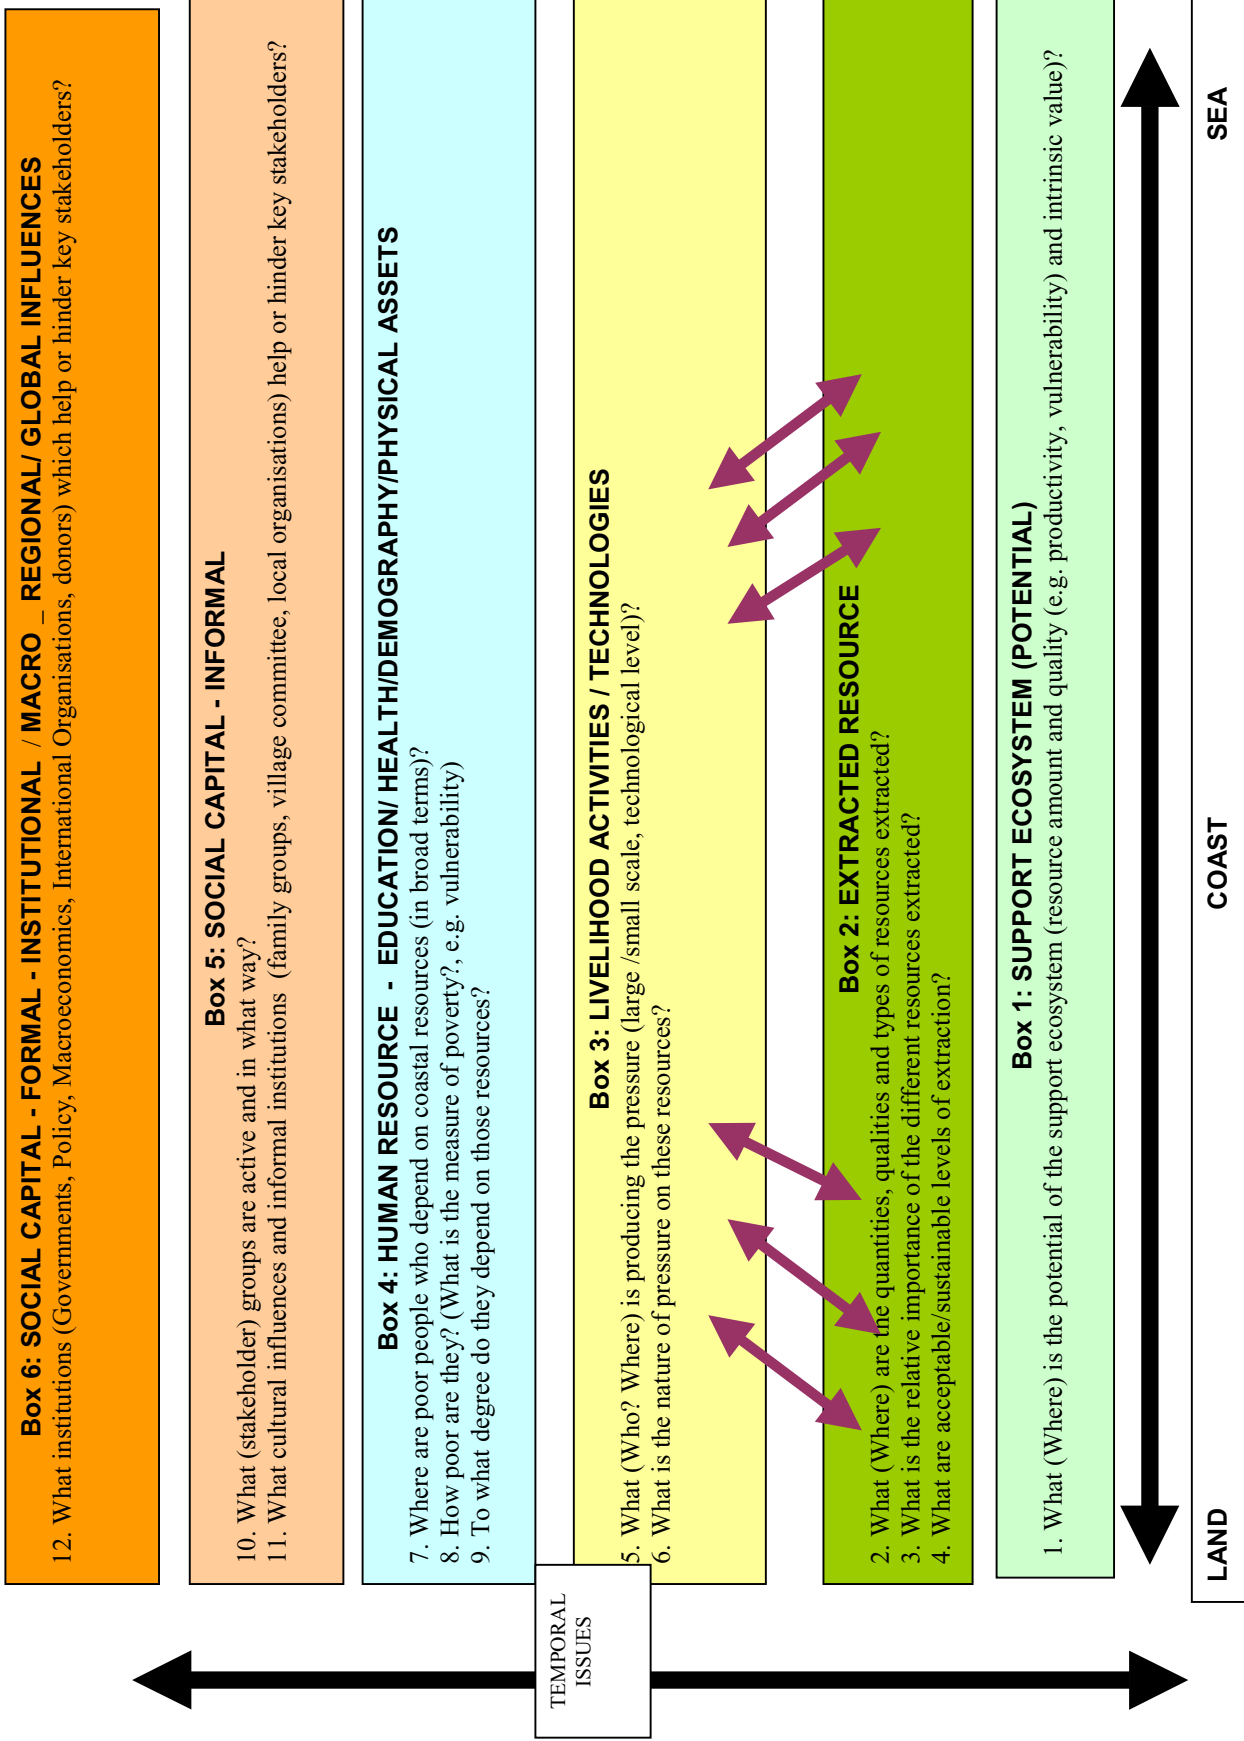 Box 6: SOCIAL CAPITAL - FORMAL - INSTITUTIONAL / MACRO _ REGIONAL/ GLOBAL INFLUENCES
12. What institutions (Governments, Policy, Macroeconomics, International Organisations, donors) which help or hinder key stakeholders?
Box 5: SOCIAL CAPITAL - INFORMAL
10. What (stakeholder) groups are active and in what way?
11. What cultural influences and informal institutions (family groups, village committee, local organisations) help or hinder key stakeholders?
Box 4: HUMAN RESOURCE - EDUCATION/ HEALTH/DEMOGRAPHY/PHYSICAL ASSETS
7. Where are poor people who depend on coastal resources (in broad terms)?
8. How poor are they? (What is the measure of poverty?, e.g. vulnerability)
9. To what degree do they depend on those resources?
TEMPORAL
ISSUES
Box 3: LIVELIHOOD ACTIVITIES / TECHNOLOGIES
5. What (Who? Where) is producing the pressure (large /small scale, technological level)?
6. What is the nature of pressure on these resources?
Box 2: EXTRACTED RESOURCE
2. What (Where) are the quantities, qualities and types of resources extracted?
3. What is the relative importance of the different resources extracted?
4. What are acceptable/sustainable levels of extraction?
Box 1: SUPPORT ECOSYSTEM (POTENTIAL)
1. What (Where) is the potential of the support ecosystem (resource amount and quality (e.g. productivity, vulnerability) and intrinsic value)?
LAND COAST SEA